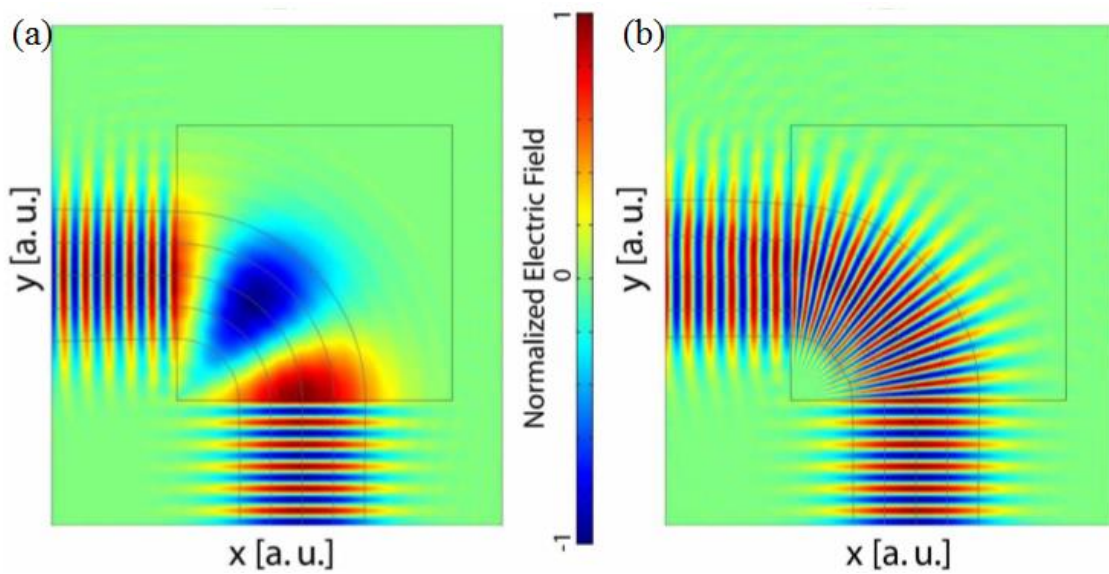 (a)
y [a. u.]
x [a. u.]
1
0
-1
Normalized Electric Field
(b)
y [a. u.]
x [a. u.]